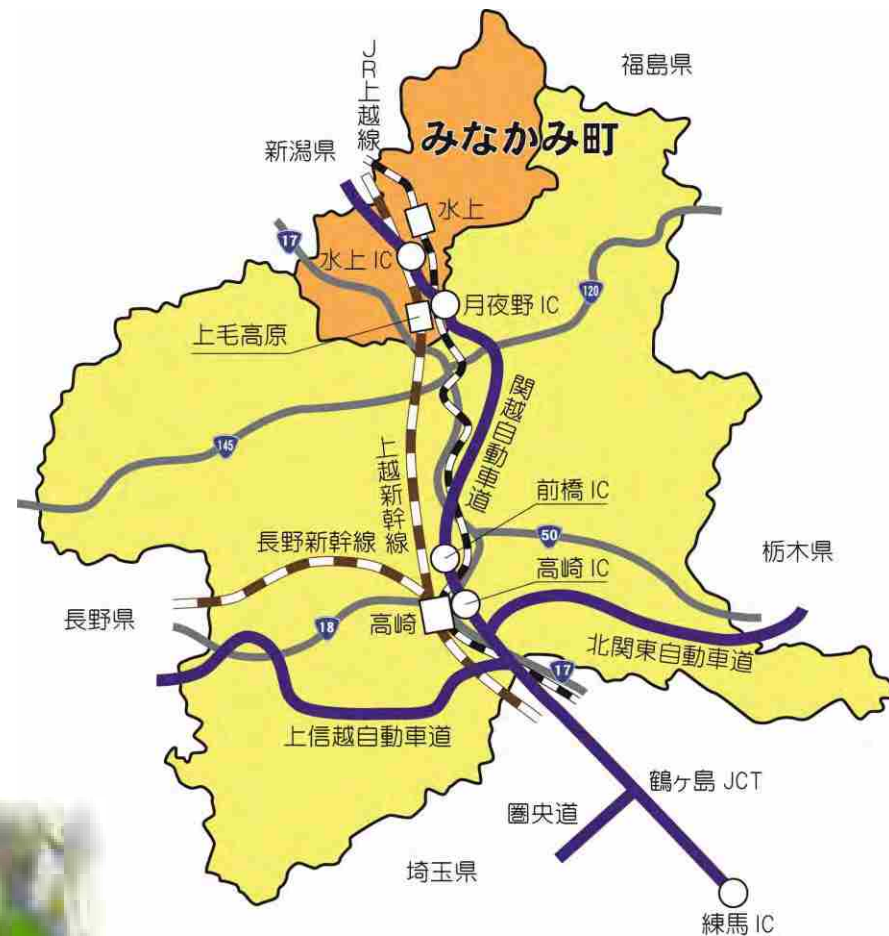 JR上越線
福島県
みなかみ町
新潟県
水上
17
水上 IC
120
月夜野 IC
上毛高原
関越自動車道
145
上越新幹線
前橋 IC
50
長野新幹線
高崎 IC
栃木県
長野県
18
高崎
北関東自動車道
17
上信越自動車道
鶴ヶ島 JCT
圏央道
埼玉県
練馬 IC